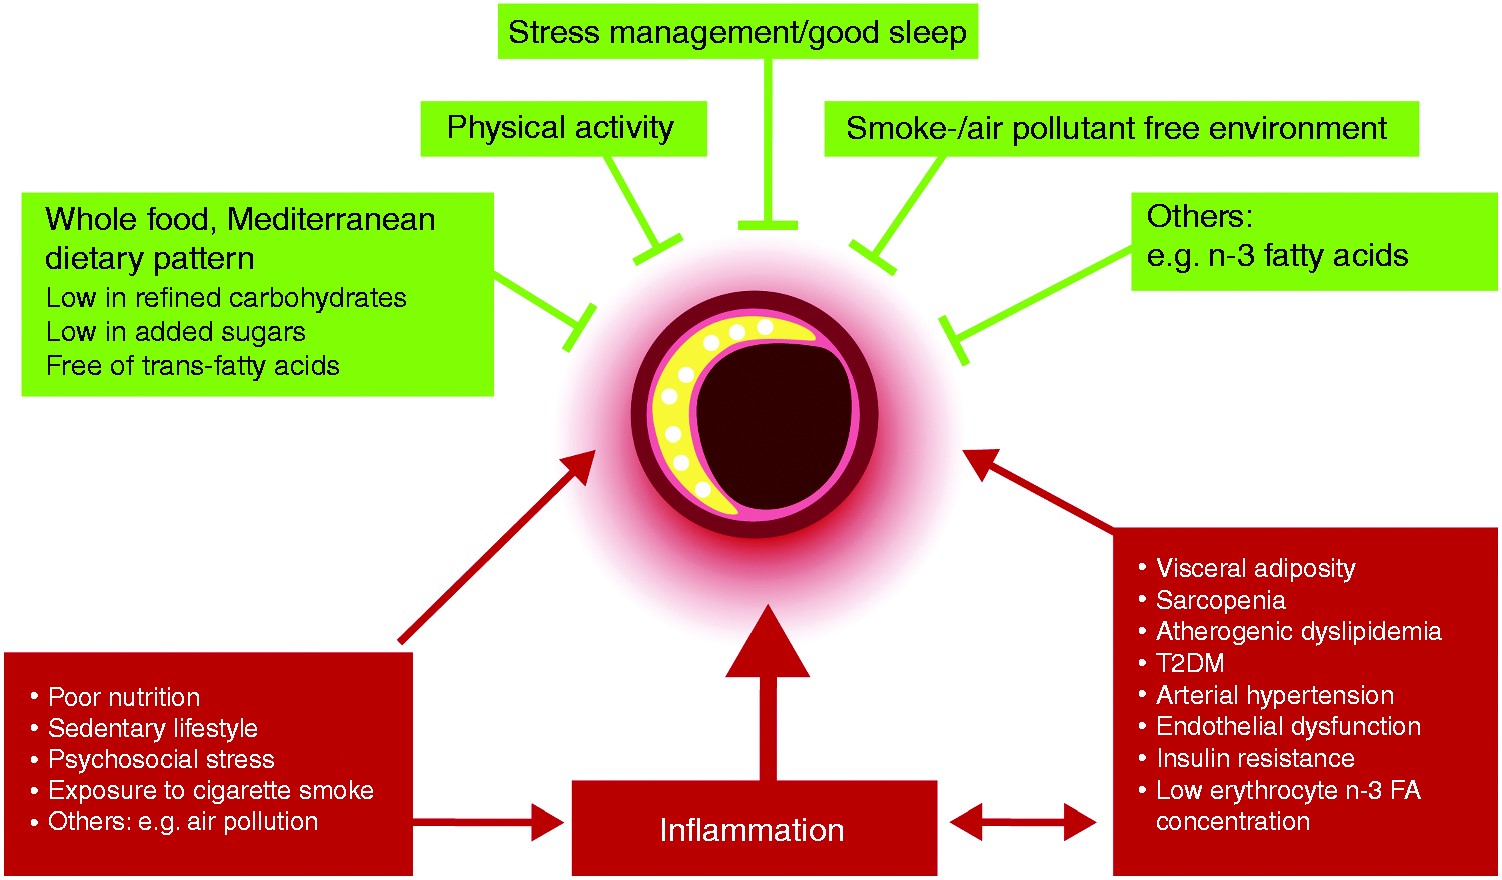 Stress management/good sleep
Physical activity
Smoke-/air pollutant free environment
Whole food, Mediterranean
dietary pattern
Low in refined carbohydrates
Low in added sugars
Free of trans-fatty acids
Others:
e.g. n-3 fatty acids
• Poor nutrition
• Sedentary lifestyle
• Psychosocial stress
• Exposure to cigarette smoke
• Others: e.g. air pollution
Inflammation
• Visceral adiposity
• Sarcopenia
• Atherogenic dyslipidemia
• T2DM
• Arterial hypertension
• Endothelial dysfunction
• Insulin resistance
• Low erythrocyte n-3 FA
concentration